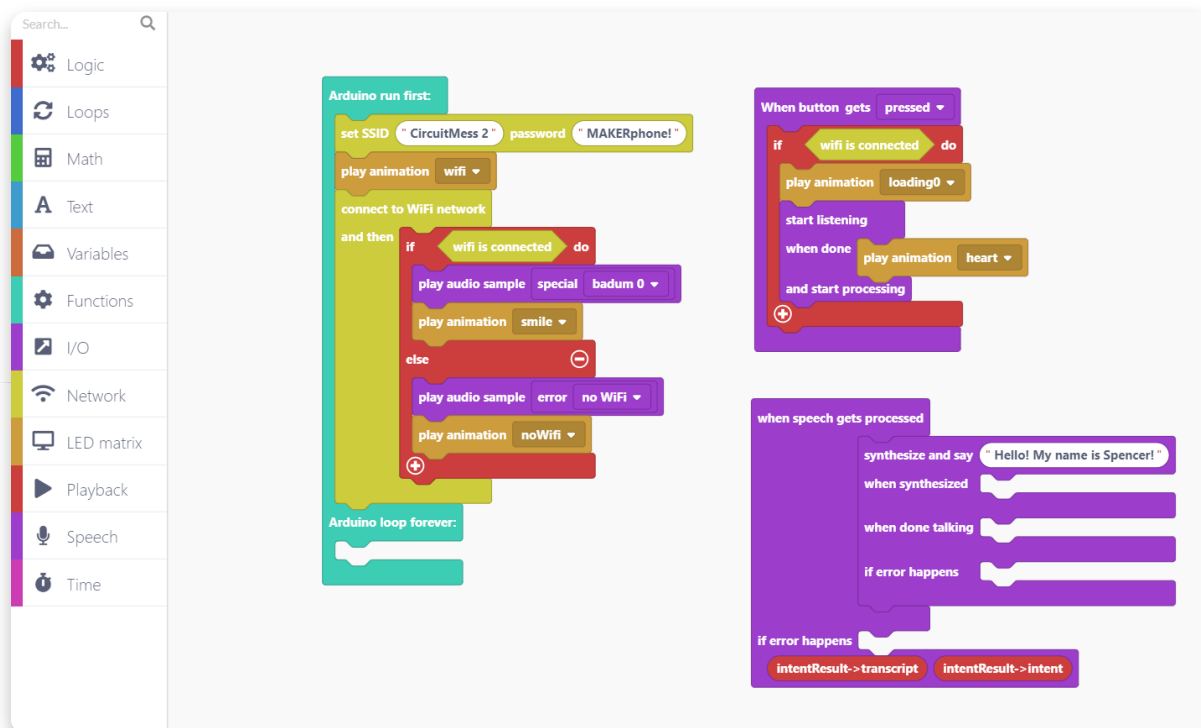 Search...
Logic
Loops
Math
Text
Variables
Functions
I/O
Network
LED matrix
Playback
Speech
Time
Arduino run first:
set SSID " CircuitMess 2 " password " MAKERphone! "
play animation wifi
connect to WiFi network
and then if wifi is connected do
play audio sample special badum 0
play animation smile
else
play audio sample error no WiFi
play animation noWifi
Arduino loop forever:
When button gets pressed
if wifi is connected do
play animation loading0
start listening
when done play animation heart
and start processing
when speech gets processed
synthesize and say " Hello! My name is Spencer! "
when synthesized
when done talking
if error happens
if error happens
intentResult->transcript intentResult->intent